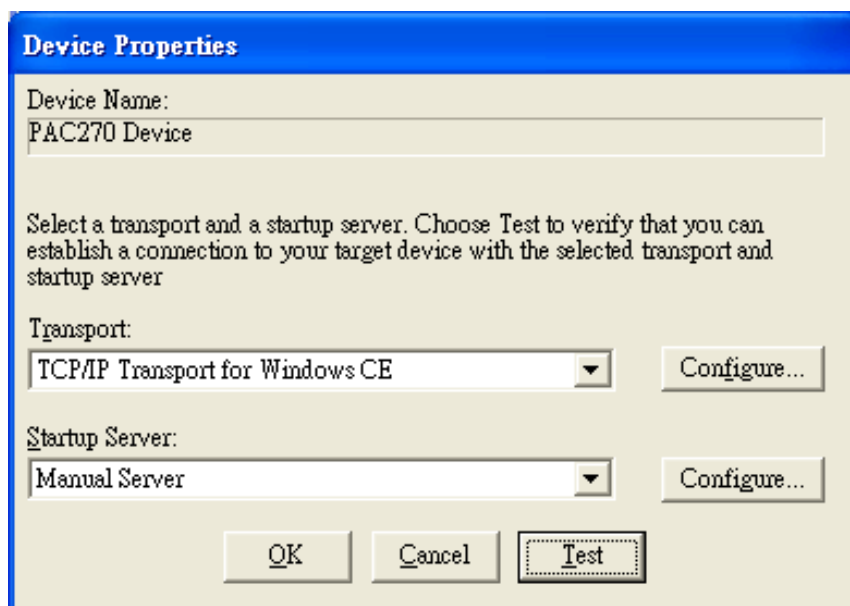 Device Properties
Device Name:
PAC270 Device
Select a transport and a startup server. Choose Test to verify that you can
establish a connection to your target device with the selected transport and
startup server
Transport:
TCP/IP Transport for Windows CE
Configure...
Startup Server:
Manual Server
Configure...
OK Cancel Test